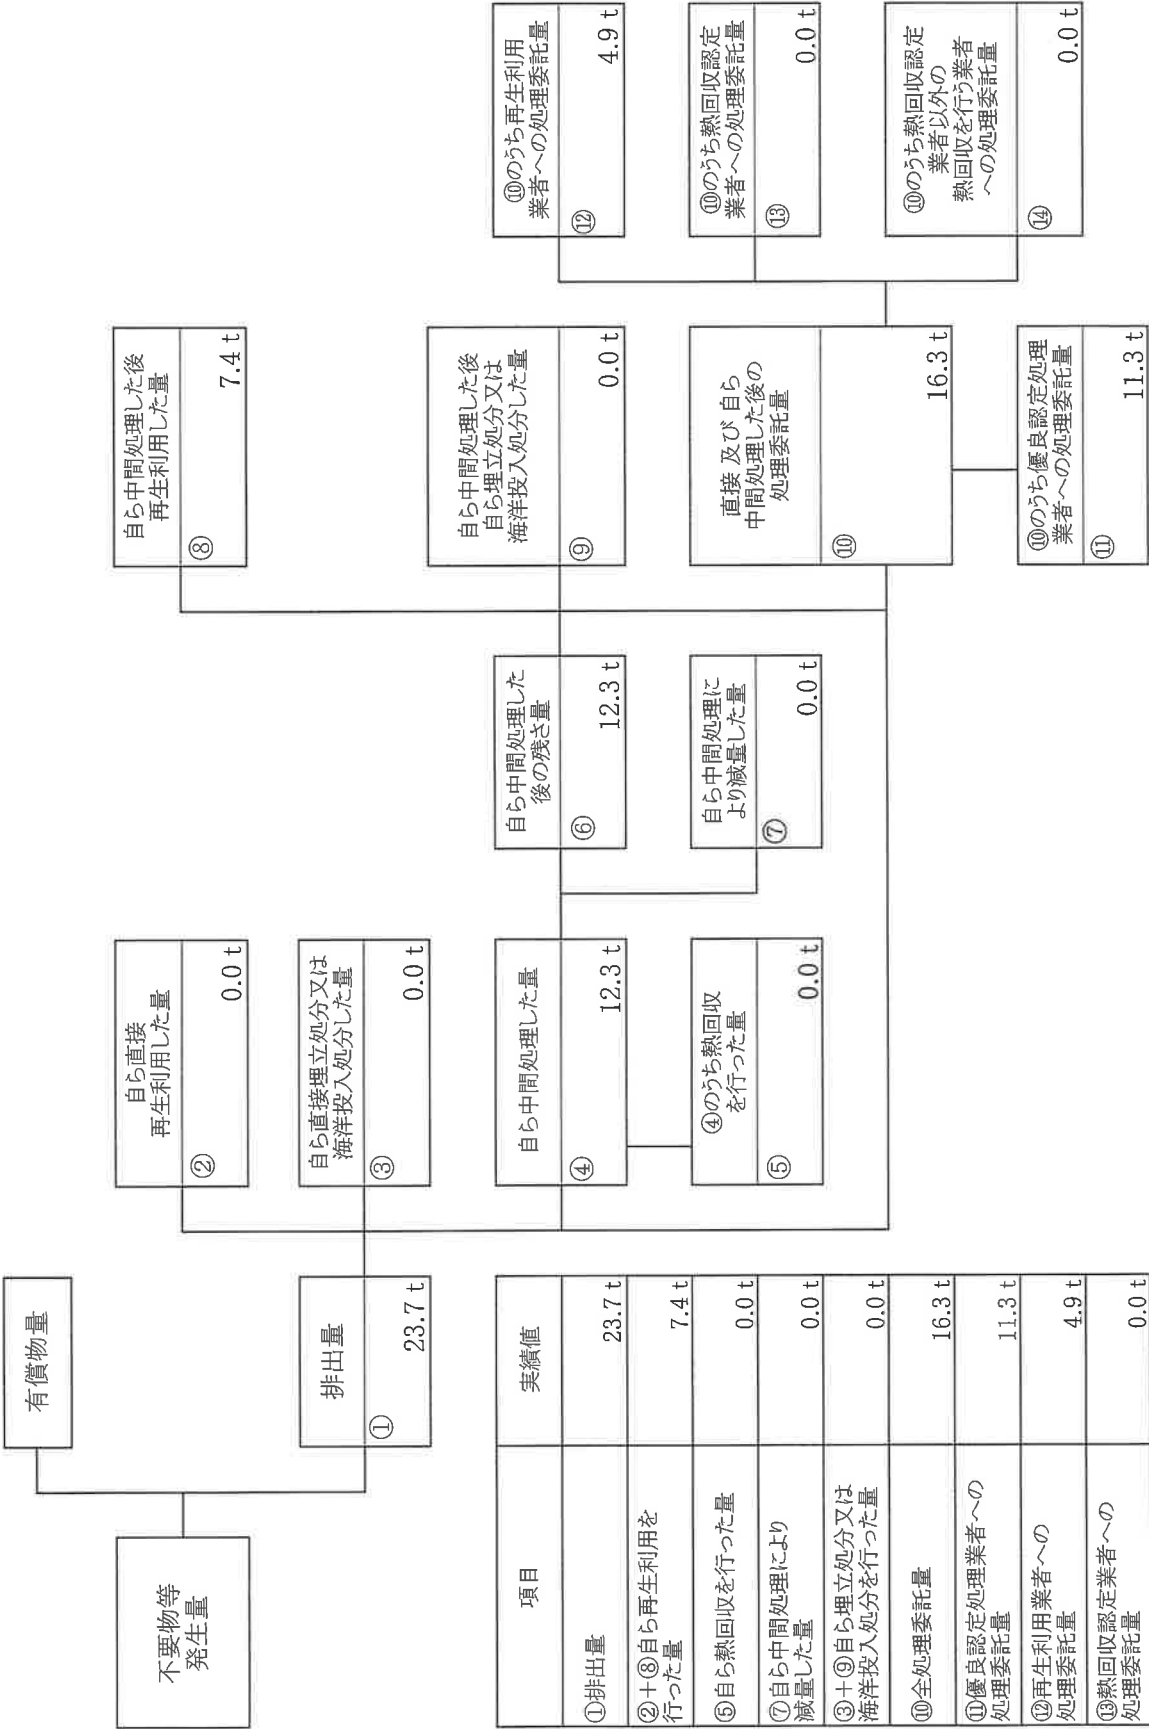 不要物等
発生量
有償物量
排出量
①
23.7 t
自ら直接
再生利用した量
②
0.0 t
自ら直接埋立処分又は
海洋投入処分した量
③
0.0 t
自ら中間処理した量
④
12.3 t
④のうち熱回収
を行った量
⑤
0.0 t
自ら中間処理した
後の残さ量
⑥
12.3 t
自ら中間処理に
より減量した量
⑦
0.0 t
自ら中間処理した後
再生利用した量
⑧
7.4 t
自ら中間処理した後
自ら埋立処分又は
海洋投入処分した量
⑨
0.0 t
直接 及び 自ら
中間処理した後の
処理委託量
⑩
16.3 t
⑩のうち優良認定処理
業者への処理委託量
⑪
11.3 t
⑩のうち再生利用
業者への処理委託量
⑫
4.9 t
⑩のうち熱回収認定
業者への処理委託量
⑬
0.0 t
⑩のうち熱回収認定
業者以外の
熱回収を行う業者
への処理委託量
⑭
0.0 t
項目 実績値
①排出量 23.7 t
②+⑧自ら再生利用を
行った量 7.4 t
⑤自ら熱回収を行った量 0.0 t
⑦自ら中間処理により
減量した量 0.0 t
③+⑨自ら埋立処分又は
海洋投入処分を行った量 0.0 t
⑩全処理委託量 16.3 t
⑪優良認定処理業者への
処理委託量 11.3 t
⑫再生利用業者への
処理委託量 4.9 t
⑬熱回収認定業者への
処理委託量 0.0 t